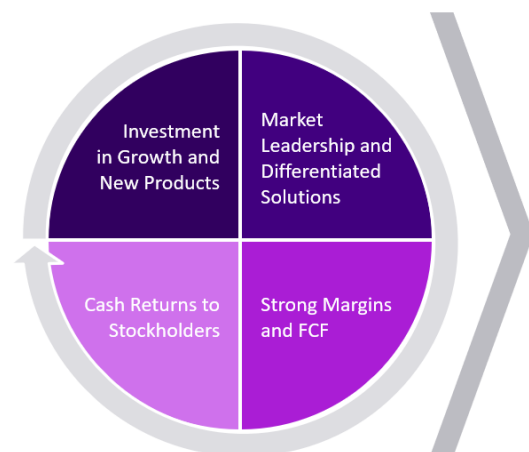 Investment
in Growth and
New Products
Market
Leadership and
Differentiated
Solutions
Cash Returns to
Stockholders
Strong Margins
and FCF